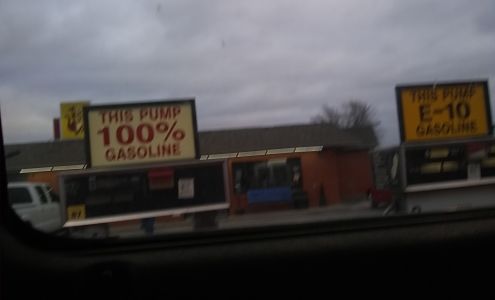 THIS PUMP
100%
GASOLINE
THIS PUMP
E-10
GASOLINE